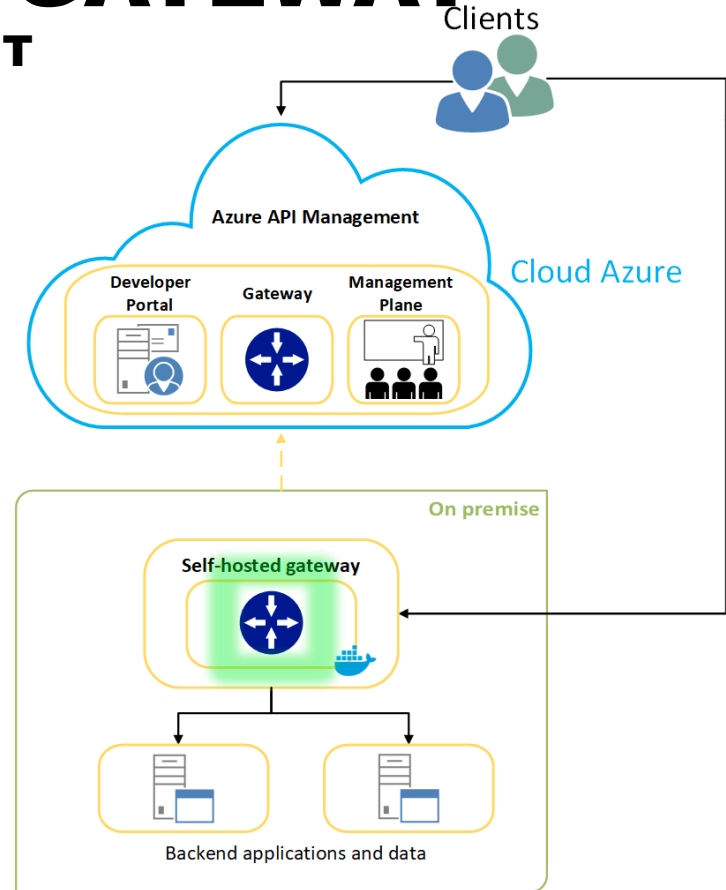 GATEWAY
T
Clients
Azure API Management
Cloud Azure
Developer
Portal
Gateway
Management
Plane
On premise
Self-hosted gateway
Backend applications and data